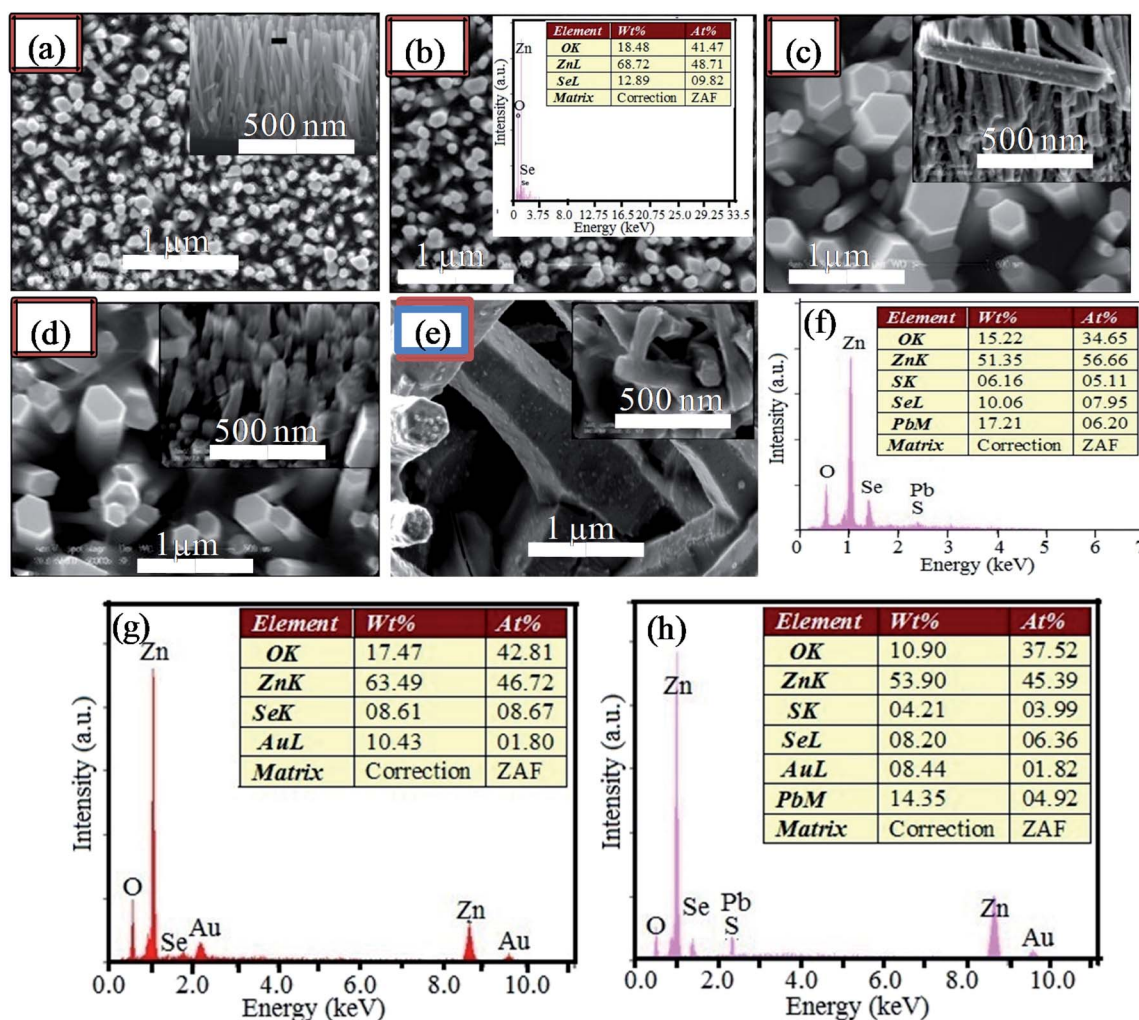 (a)
500 nm
1 μm
(b)
Element Wt% At%
OK 18.48 41.47
ZnL 68.72 48.71
SeL 12.89 09.82
Matrix Correction ZAF
Zn
O
Se
Se
Intensity (a.u.)
0 3.75 8.0 12.75 16.5 20.75 25.0 29.25 33.5
Energy (keV)
1 μm
(c)
500 nm
1μm
(d)
500 nm
1μm
(e)
500 nm
1μm
(f)
Element Wt% At%
OK 15.22 34.65
ZnK 51.35 56.66
SK 06.16 05.11
SeL 10.06 07.95
PbM 17.21 06.20
Matrix Correction ZAF
Zn
O
Se
Pb
S
Intensity (a.u.)
0 1 2 3 4 5 6 7
Energy (keV)
(g)
Element Wt% At%
OK 17.47 42.81
ZnK 63.49 46.72
SeK 08.61 08.67
AuL 10.43 01.80
Matrix Correction ZAF
Zn
O
Se
Au
Zn
Au
Intensity (a.u.)
0.0 2.0 4.0 6.0 8.0 10.0
Energy (keV)
(h)
Element Wt% At%
OK 10.90 37.52
ZnK 53.90 45.39
SK 04.21 03.99
SeL 08.20 06.36
AuL 08.44 01.82
PbM 14.35 04.92
Matrix Correction ZAF
Zn
O
Se
Pb
S
Zn
Au
Intensity (a.u.)
0.0 2.0 4.0 6.0 8.0 10.0
Energy (keV)